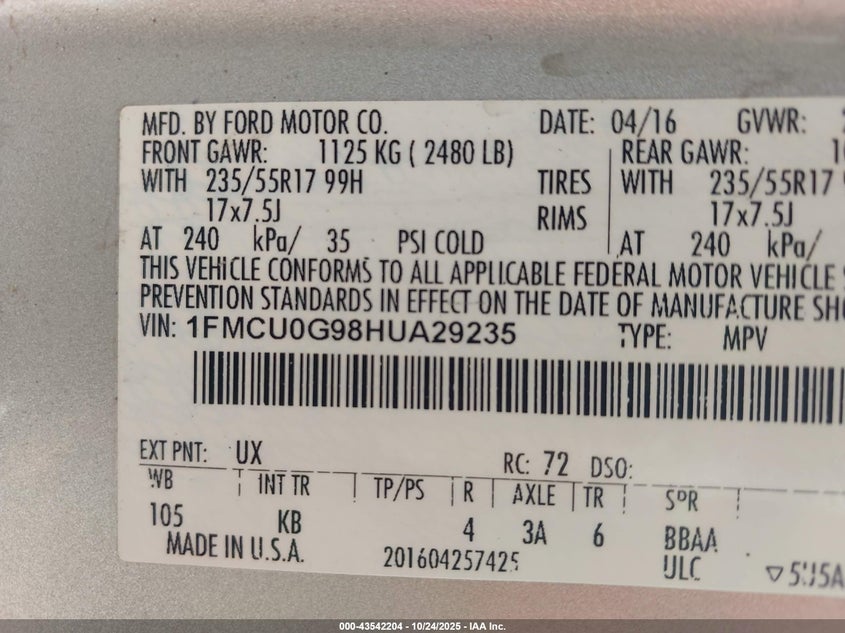 MFD. BY FORD MOTOR CO. DATE: 04/16 GVWR:
FRONT GAWR: 1125 KG ( 2480 LB) REAR GAWR:
WITH 235/55R17 99H TIRES WITH 235/55R17
17x7.5J RIMS 17x7.5J
AT 240 kPa/ 35 PSI COLD AT 240 kPa/
THIS VEHICLE CONFORMS TO ALL APPLICABLE FEDERAL MOTOR VEHICLE
PREVENTION STANDARDS IN EFFECT ON THE DATE OF MANUFACTURE
VIN: 1FMCU0G98HUA29235 TYPE: MPV
EXT PNT: UX RC: 72 DSO:
WB INT TR TP/PS R AXLE TR SPR
105 KB 4 3A 6 BBAA
MADE IN U.S.A. 201604257425 ULC
000-43542204 - 10/24/2025 - IAA Inc.